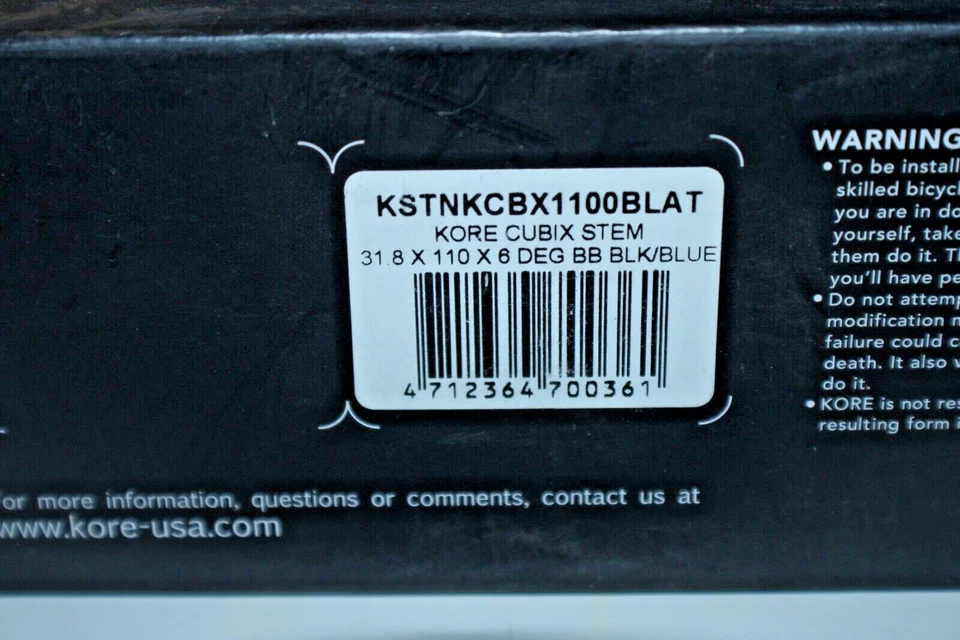 KSTNKCBX1100BLAT
KORE CUBIX STEM
31.8 X 110 X 6 DEG BB BLK/BLUE
4 712364 700361
or more information, questions or comments, contact us at
www.kore-usa.com
WARNING
• To be install
skilled bicycl
you are in do
yourself, take
them do it. Th
you'll have pe
• Do not attemp
modification m
failure could c
death. It also v
do it.
• KORE is not res
resulting form i